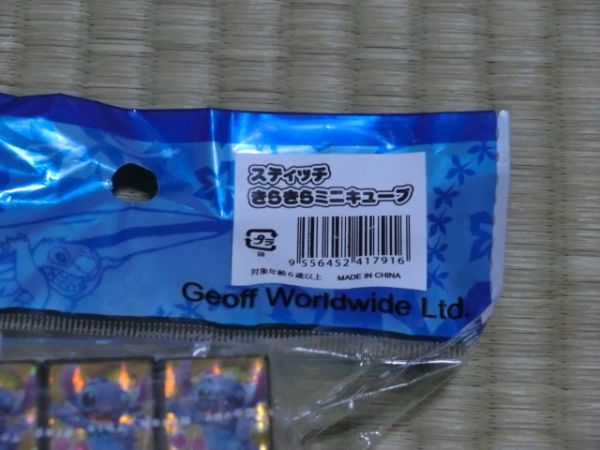 スティッチ
きらきらミニキューブ
プラ
9 556452 417916
対象年齢6歳以上 MADE IN CHINA
Geoff Worldwide Ltd.